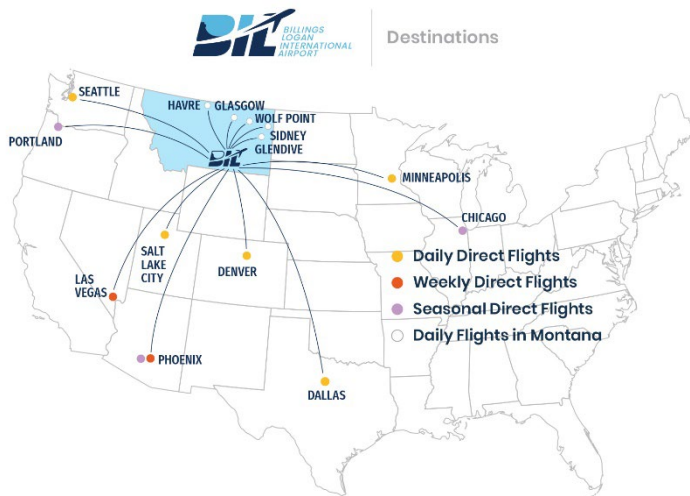 BIL
BILLINGS
LOGAN
INTERNATIONAL
AIRPORT
Destinations
SEATTLE
HAVRE
GLASGOW
WOLF POINT
SIDNEY
GLENDIVE
PORTLAND
BIL
MINNEAPOLIS
CHICAGO
SALT
LAKE
CITY
DENVER
LAS
VEGAS
PHOENIX
DALLAS
Daily Direct Flights
Weekly Direct Flights
Seasonal Direct Flights
Daily Flights in Montana